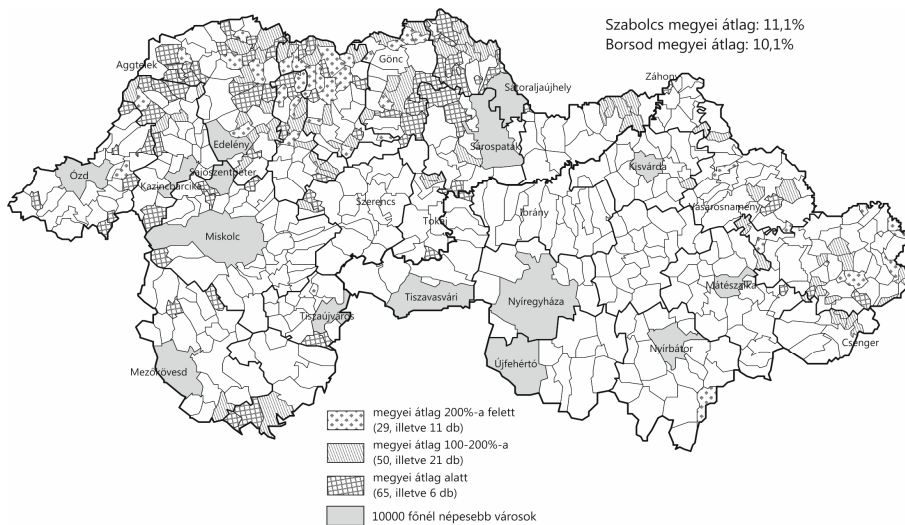 Szabolcs megyei átlag: 11,1%
Borsod megyei átlag: 10,1%
Aggtelek
Gönc
Sátoraljaújhely
Záhony
Edelény
Sárospatak
Kisvárda
Ózd
Kazincbarcika
Sajószentpéter
Szerencs
Tokaj
Ibrány
Vásárosnamény
Miskolc
Mátészalka
Tiszavasvári
Nyíregyháza
Tiszaújváros
Csenger
Nyírbátor
Mezőkövesd
Újfehértó
megyei átlag 200%-a felett
(29, illetve 11 db)
megyei átlag 100-200%-a
(50, illetve 21 db)
megyei átlag alatt
(65, illetve 6 db)
10000 főnél népesebb városok